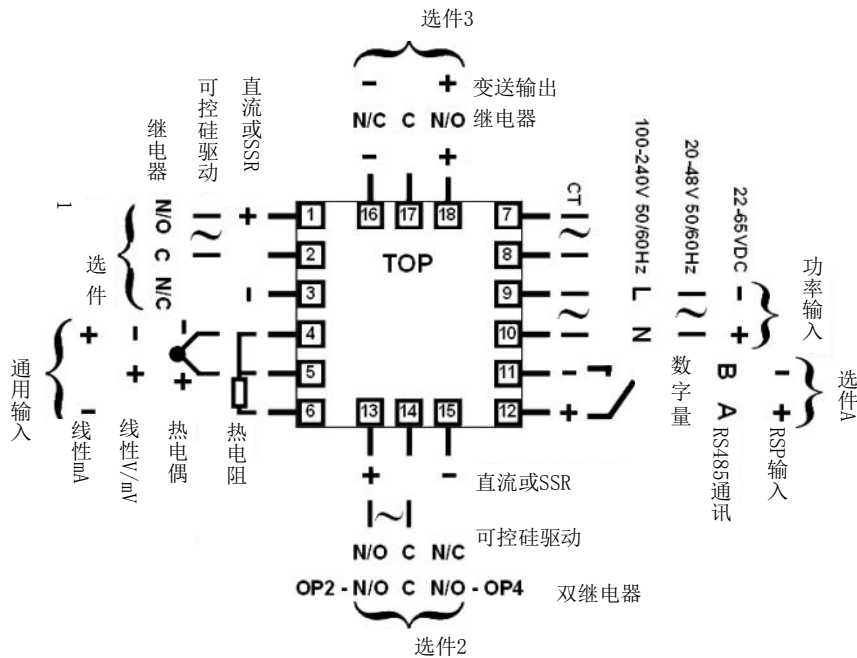 选件3
- +
变送输出
N/C C N/O
继电器
- +
继电器
可控硅驱动
直流或SSR
1
选件
N/O
C
N/C
+
-
1
2
3
4
5
6
16 17 18
TOP
7
8
9
10
11
12
13 14 15
CT
~
~
~
100-240V 50/60Hz
20-48V 50/60Hz
22-65VDC
L
N
~
-
+
功率输入
-
+
数字量
B
A
RS485通讯
-
+
RSP输入
选件A
通用输入
+
-
线性mA
-
+
线性V/mV
-
+
热电偶
热电阻
+ -
直流或SSR
~
可控硅驱动
N/O C N/C
OP2 - N/O C N/O - OP4
双继电器
选件2